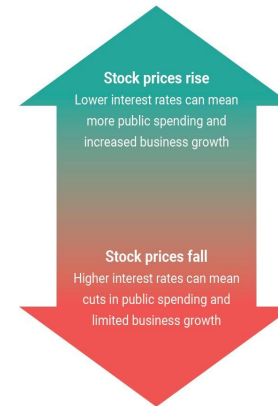 Stock prices rise
Lower interest rates can mean
more public spending and
increased business growth
Stock prices fall
Higher interest rates can mean
cuts in public spending and
limited business growth